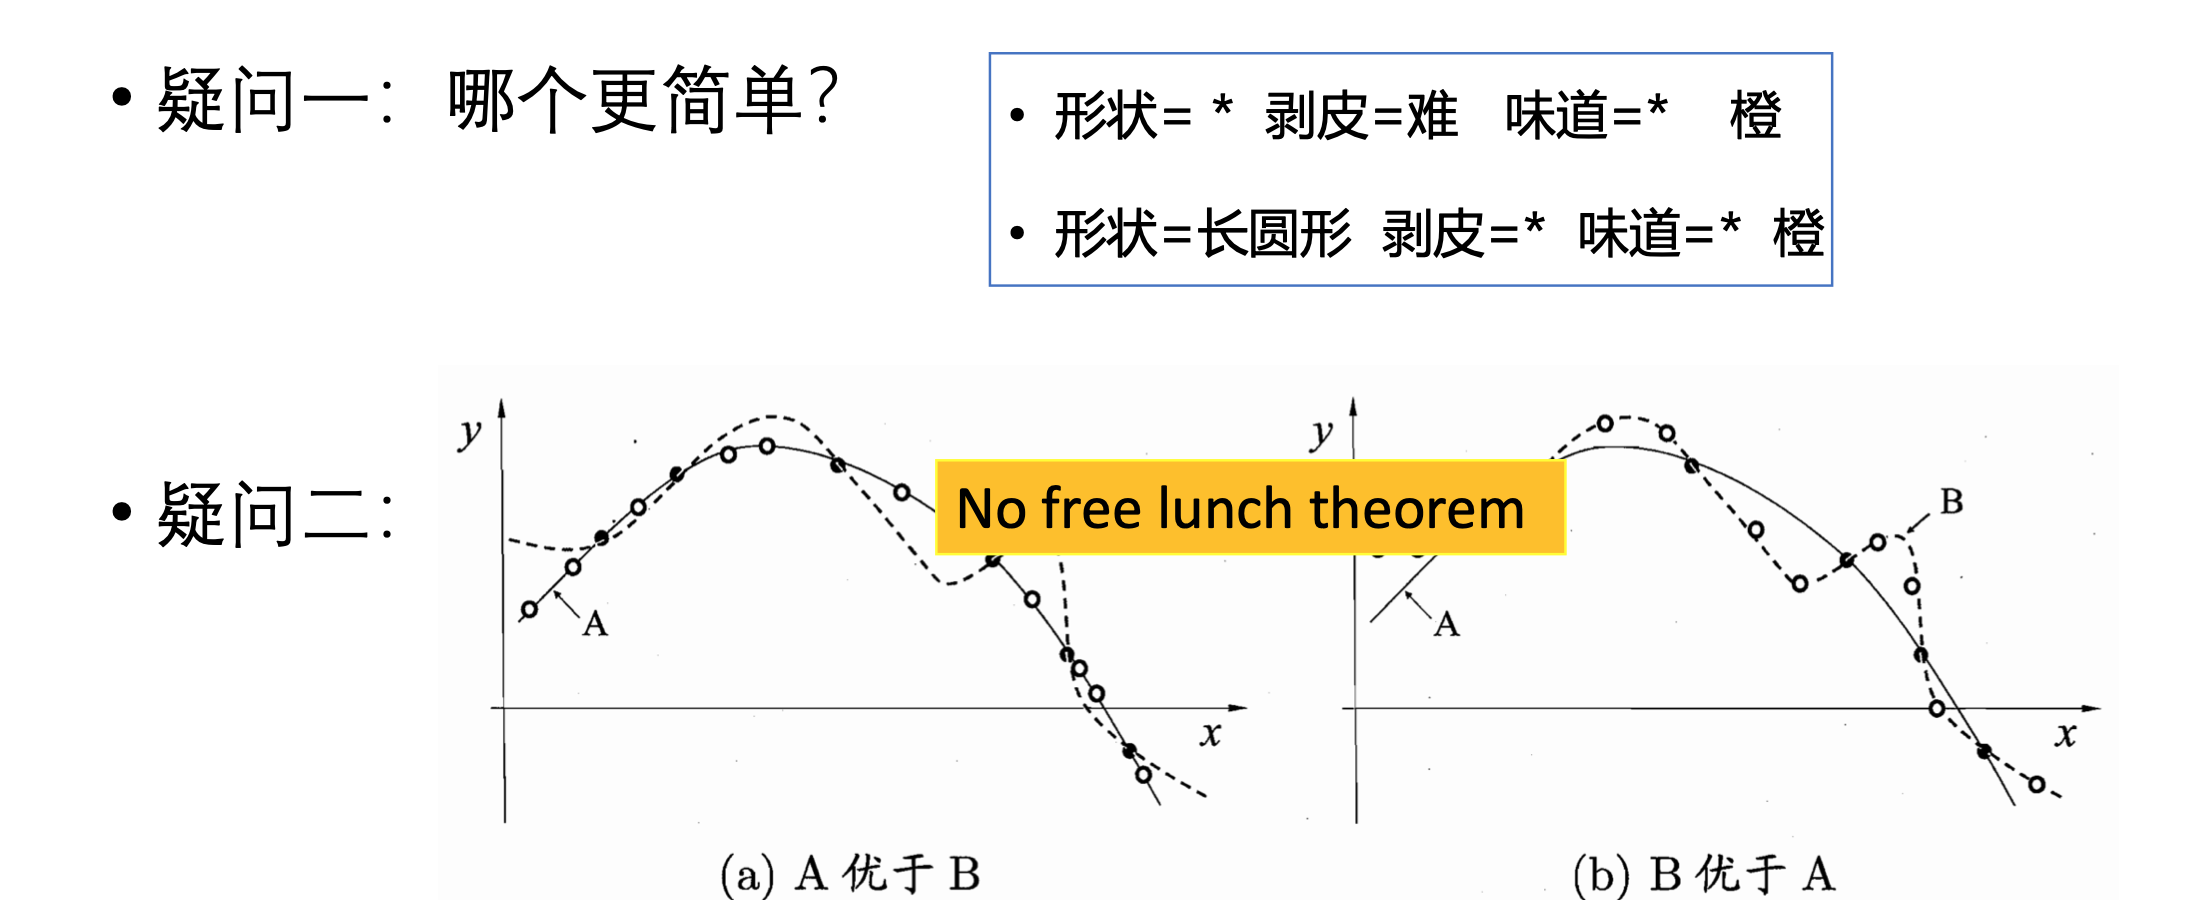 • 疑问一： 哪个更简单？
• 形状= * 剥皮=难 味道=* 橙
• 形状=长圆形 剥皮=* 味道=* 橙
• 疑问二：
y
A
x
No free lunch theorem
y
B
A
x
(a) A 优于 B
(b) B 优于 A